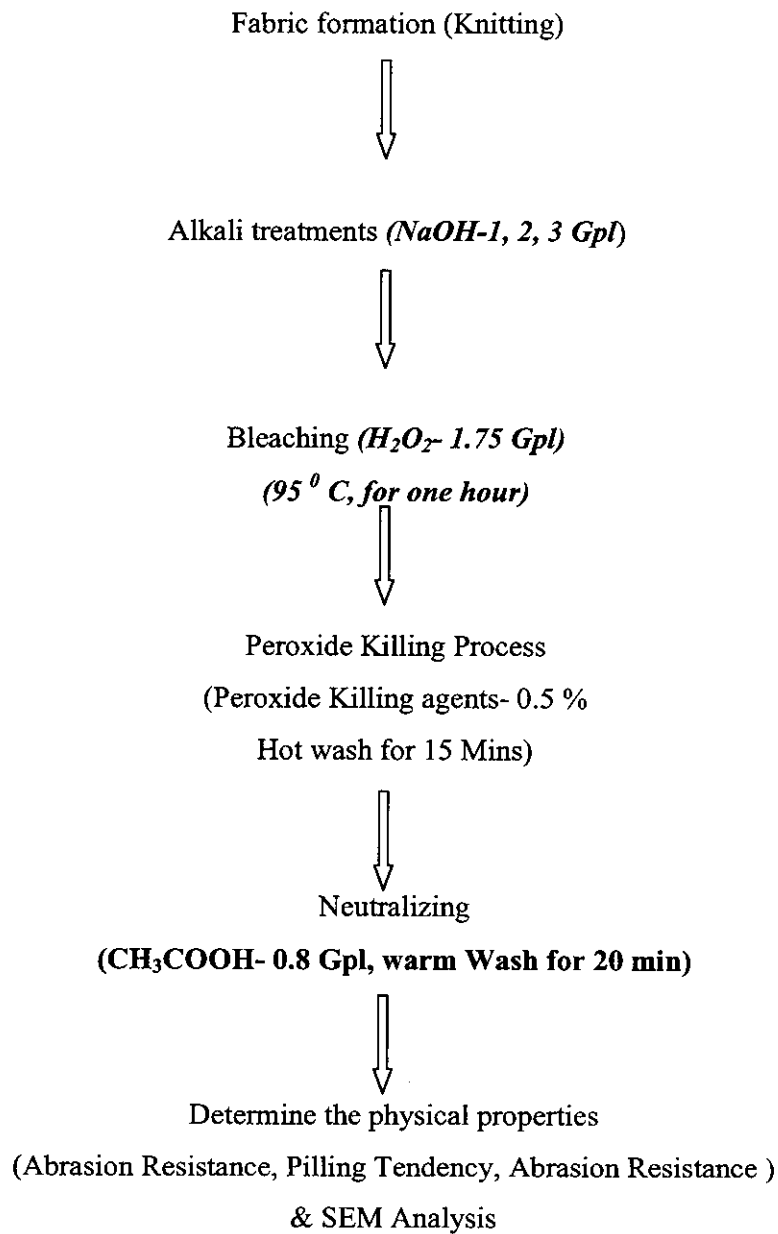 Fabric formation (Knitting)
Alkali treatments (NaOH-1, 2, 3 Gpl)
Bleaching (H₂O₂- 1.75 Gpl)
(95 ⁰ C, for one hour)
Peroxide Killing Process
(Peroxide Killing agents- 0.5 %
Hot wash for 15 Mins)
Neutralizing
(CH₃COOH- 0.8 Gpl, warm Wash for 20 min)
Determine the physical properties
(Abrasion Resistance, Pilling Tendency, Abrasion Resistance )
& SEM Analysis